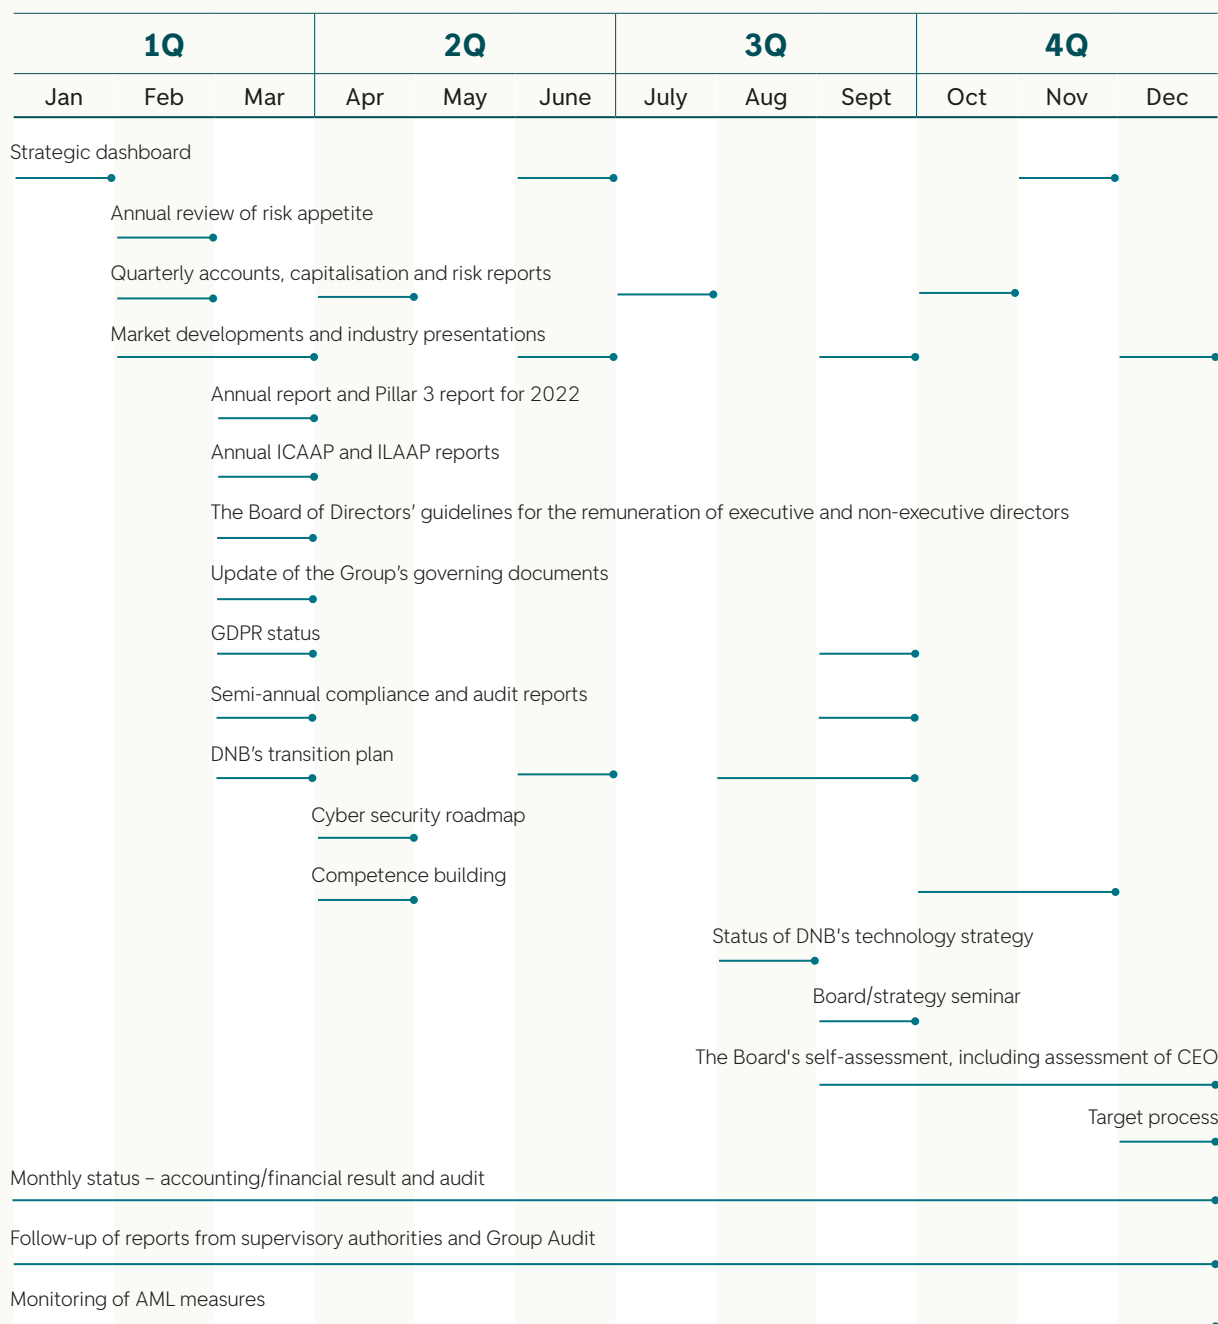 1Q 2Q 3Q 4Q
Jan Feb Mar Apr May June July Aug Sept Oct Nov Dec
Strategic dashboard
Annual review of risk appetite
Quarterly accounts, capitalisation and risk reports
Market developments and industry presentations
Annual report and Pillar 3 report for 2022
Annual ICAAP and ILAAP reports
The Board of Directors’ guidelines for the remuneration of executive and non-executive directors
Update of the Group’s governing documents
GDPR status
Semi-annual compliance and audit reports
DNB’s transition plan
Cyber security roadmap
Competence building
Status of DNB’s technology strategy
Board/strategy seminar
The Board’s self-assessment, including assessment of CEO
Target process
Monthly status – accounting/financial result and audit
Follow-up of reports from supervisory authorities and Group Audit
Monitoring of AML measures